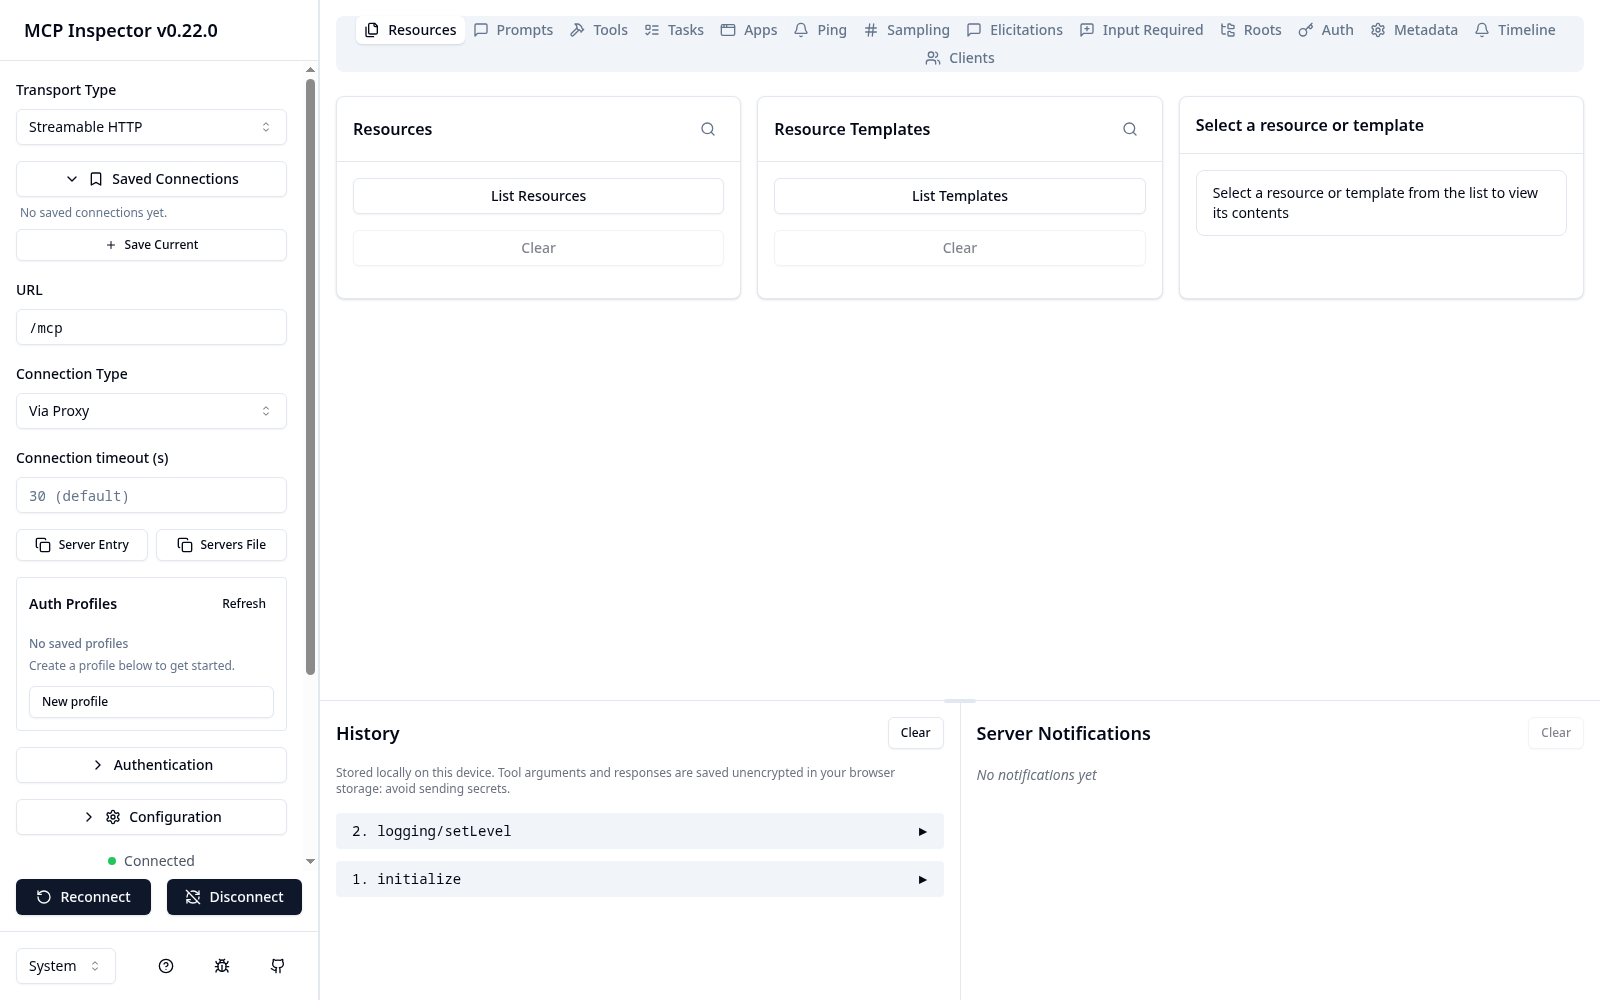 MCP Inspector v0.22.0
Transport Type
Streamable HTTP
Saved Connections
No saved connections yet.
Save Current
URL
/mcp
Connection Type
Via Proxy
Connection timeout (s)
30 (default)
Server Entry
Servers File
Auth Profiles
Refresh
No saved profiles
Create a profile below to get started.
New profile
Authentication
Configuration
Connected
Reconnect
Disconnect
System
Resources
Prompts
Tools
Tasks
Apps
Ping
Sampling
Elicitations
Input Required
Roots
Auth
Metadata
Timeline
Clients
Resources
List Resources
Clear
Resource Templates
List Templates
Clear
Select a resource or template
Select a resource or template from the list to view
its contents
History
Clear
Stored locally on this device. Tool arguments and responses are saved unencrypted in your browser
storage: avoid sending secrets.
2. logging/setLevel
1. initialize
Server Notifications
Clear
No notifications yet